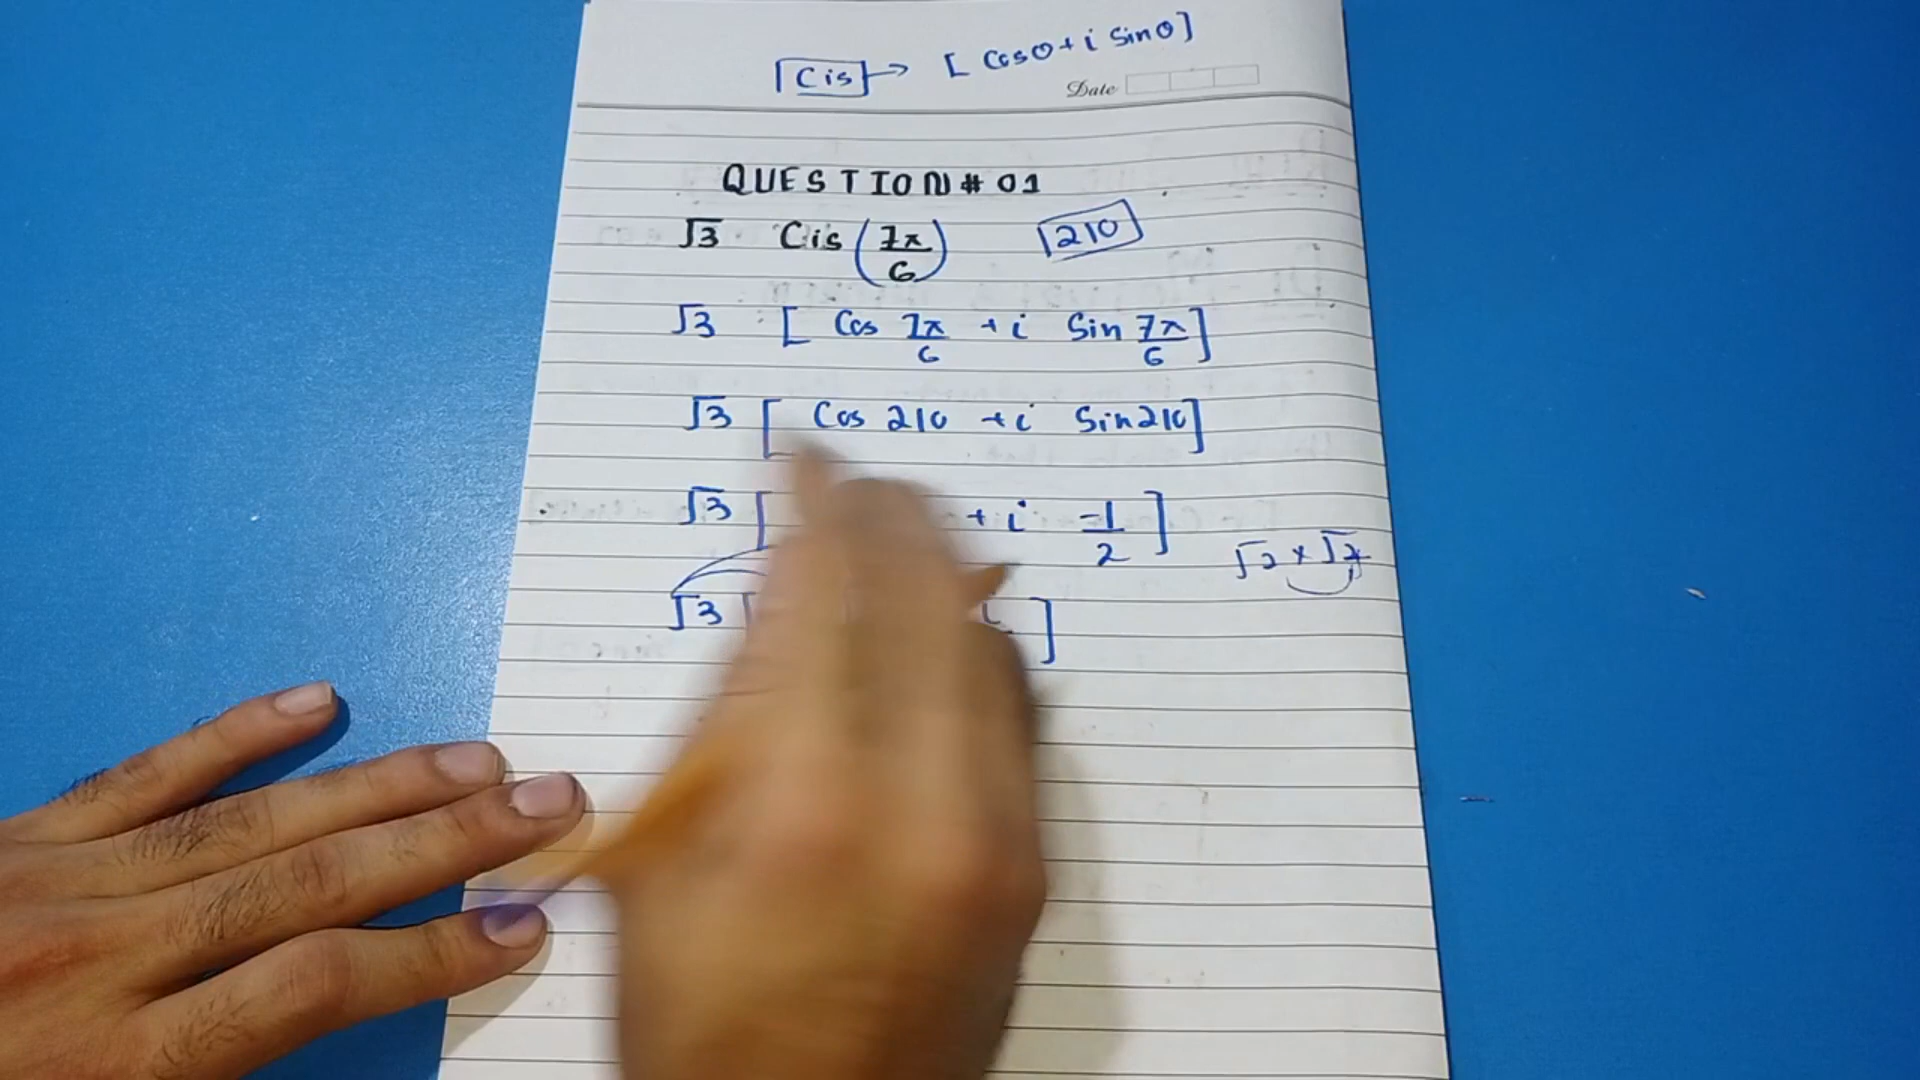 Cis → [ Cosθ + i Sinθ ]
Date
QUESTION # 01
√3 Cis (7π/6) 210
√3 [ Cos 7π/6 + i Sin 7π/6 ]
√3 [ Cos 210 + i Sin 210 ]
√3 [ + i -1/2 ]
√2 × √2
√3 [ ]